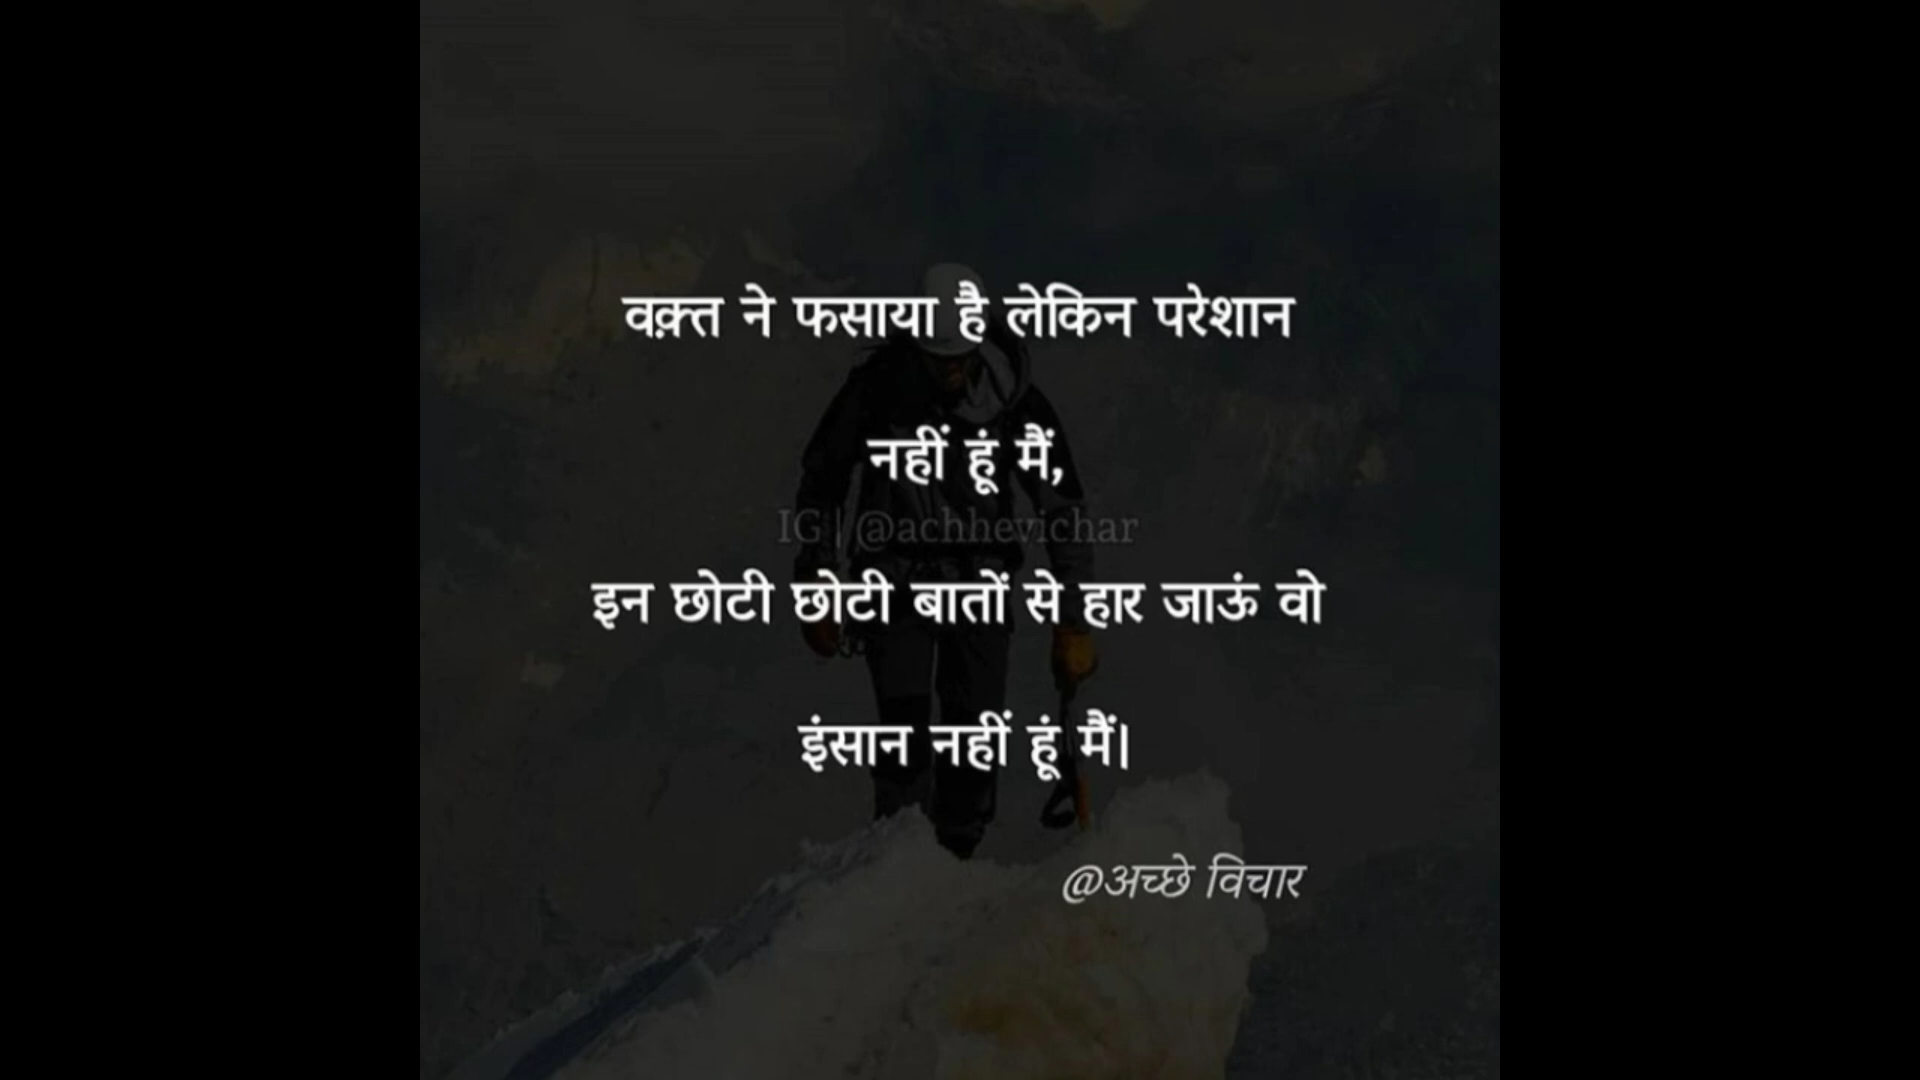 वक़्त ने फसाया है लेकिन परेशान
नहीं हूं मैं,
IG | @achhevichar
इन छोटी छोटी बातों से हार जाऊं वो
इंसान नहीं हूं मैं|
@अच्छे विचार